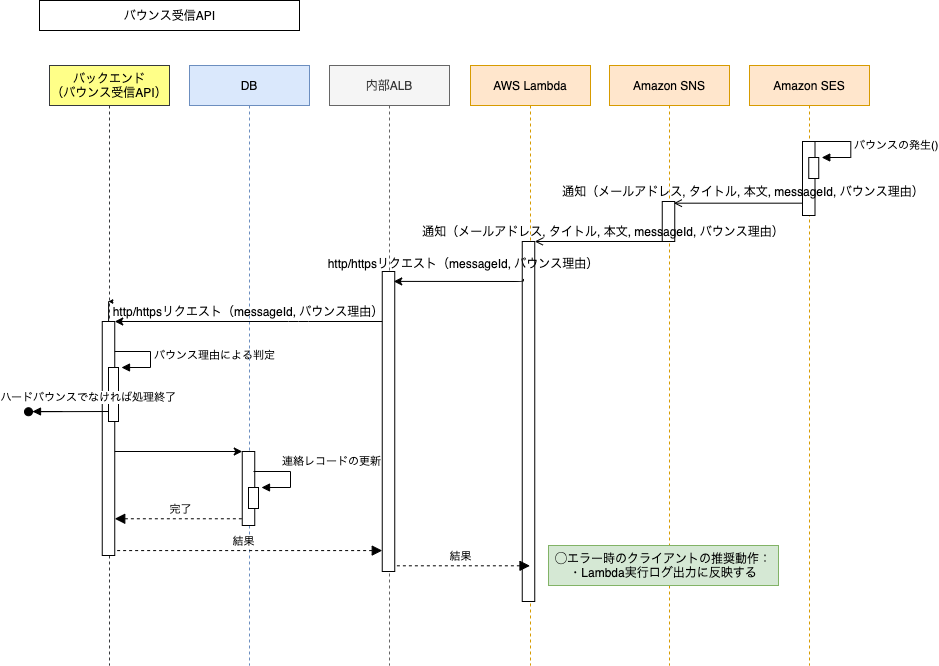 バウンス受信API
バックエンド
（バウンス受信API）
DB
内部ALB
AWS Lambda
Amazon SNS
Amazon SES
バウンスの発生()
通知（メールアドレス, タイトル, 本文, messageId, バウンス理由）
通知（メールアドレス, タイトル, 本文, messageId, バウンス理由）
http/httpsリクエスト（messageId, バウンス理由）
http/httpsリクエスト（messageId, バウンス理由）
バウンス理由による判定
ハードバウンスでなければ処理終了
連絡レコードの更新
完了
結果
結果
◯エラー時のクライアントの推奨動作：
・Lambda実行ログ出力に反映する